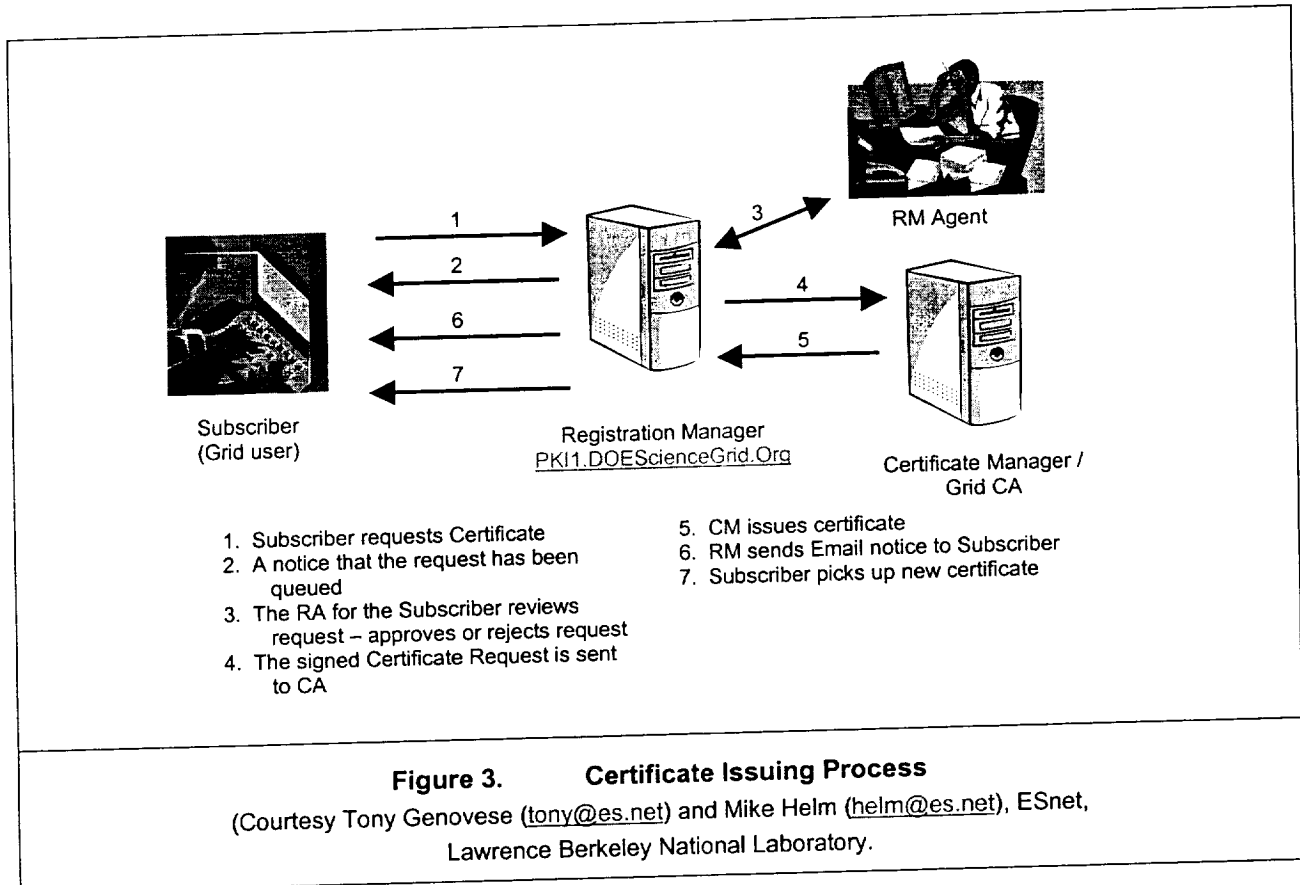 1
2
6
7
3
4
5
RM Agent
Subscriber
(Grid user)
Registration Manager
PKI1.DOEScienceGrid.Org
Certificate Manager /
Grid CA
1. Subscriber requests Certificate
2. A notice that the request has been
queued
3. The RA for the Subscriber reviews
request – approves or rejects request
4. The signed Certificate Request is sent
to CA
5. CM issues certificate
6. RM sends Email notice to Subscriber
7. Subscriber picks up new certificate
Figure 3. Certificate Issuing Process
(Courtesy Tony Genovese (tony@es.net) and Mike Helm (helm@es.net), ESnet,
Lawrence Berkeley National Laboratory.